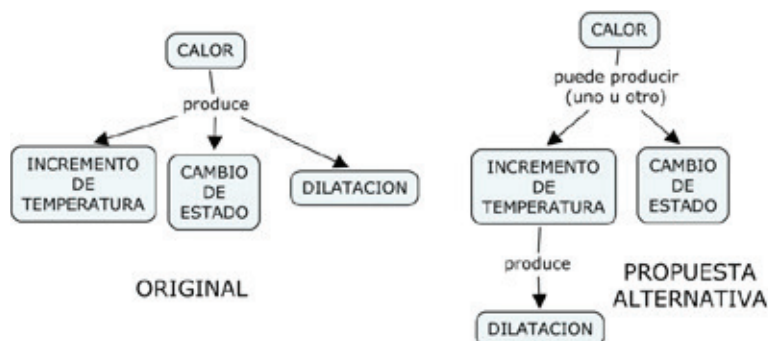 CALOR
produce
INCREMENTO
DE
TEMPERATURA
CAMBIO
DE
ESTADO
DILATACION
ORIGINAL
CALOR
puede producir
(uno u otro)
INCREMENTO
DE
TEMPERATURA
CAMBIO
DE
ESTADO
produce
DILATACION
PROPUESTA
ALTERNATIVA